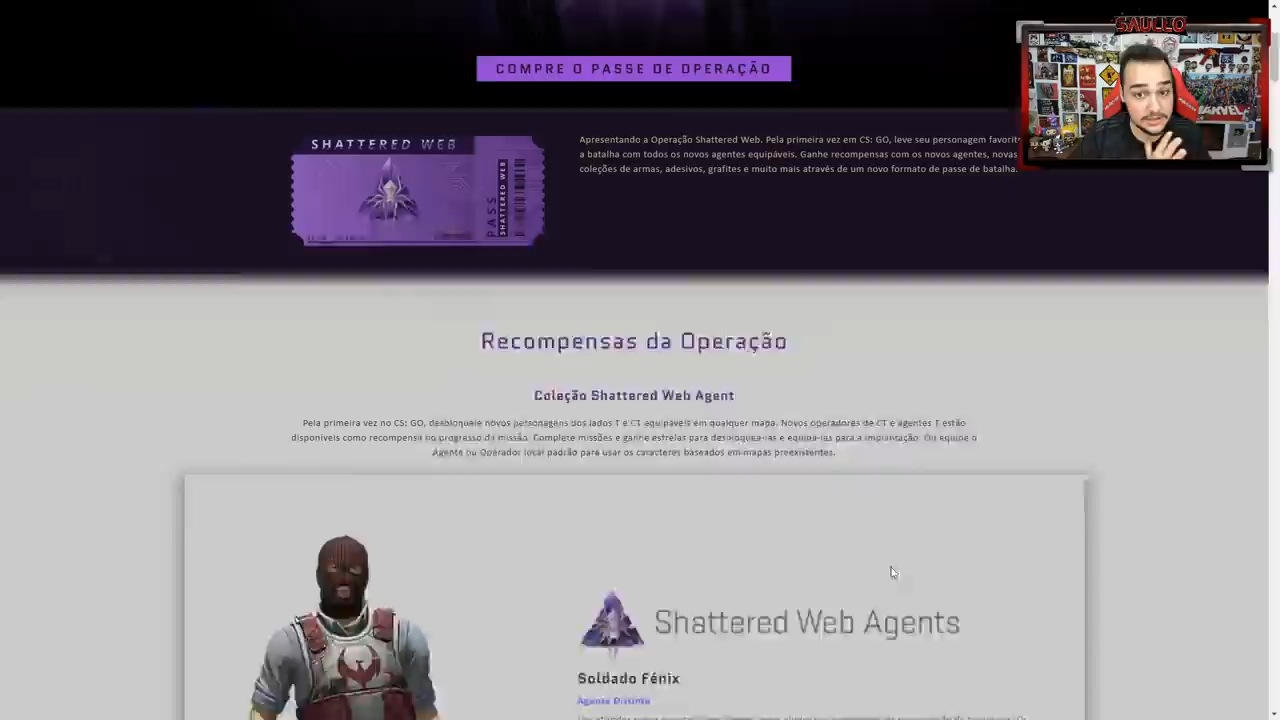 SAULLO
COMPRE O PASSE DE OPERAÇÃO
SHATTERED WEB
PASS
SHATTERED WEB
Apresentando a Operação Shattered Web. Pela primeira vez em CS: GO, leve seu personagem favorit
a batalha com todos os novos agentes equipáveis. Ganhe recompensas com os novos agentes, novas
coleções de armas, adesivos, grafites e muito mais através de um novo formato de passe de batalha.
MARVEL
Recompensas da Operação
Coleção Shattered Web Agent
Pela primeira vez no CS: GO, desbloqueie novos personagens dos lados T e CT equipáveis em qualquer mapa. Novos operadores de CT e agentes T estão
disponíveis como recompensa no progresso da missão. Complete missões e ganhe estrelas para desbloqueá-las e equipá-las para a implantação. Ou equipe o
Agente ou Operador local padrão para usar os caracteres baseados em mapas preexistentes.
Shattered Web Agents
Soldado Fénix
Agente Distinto